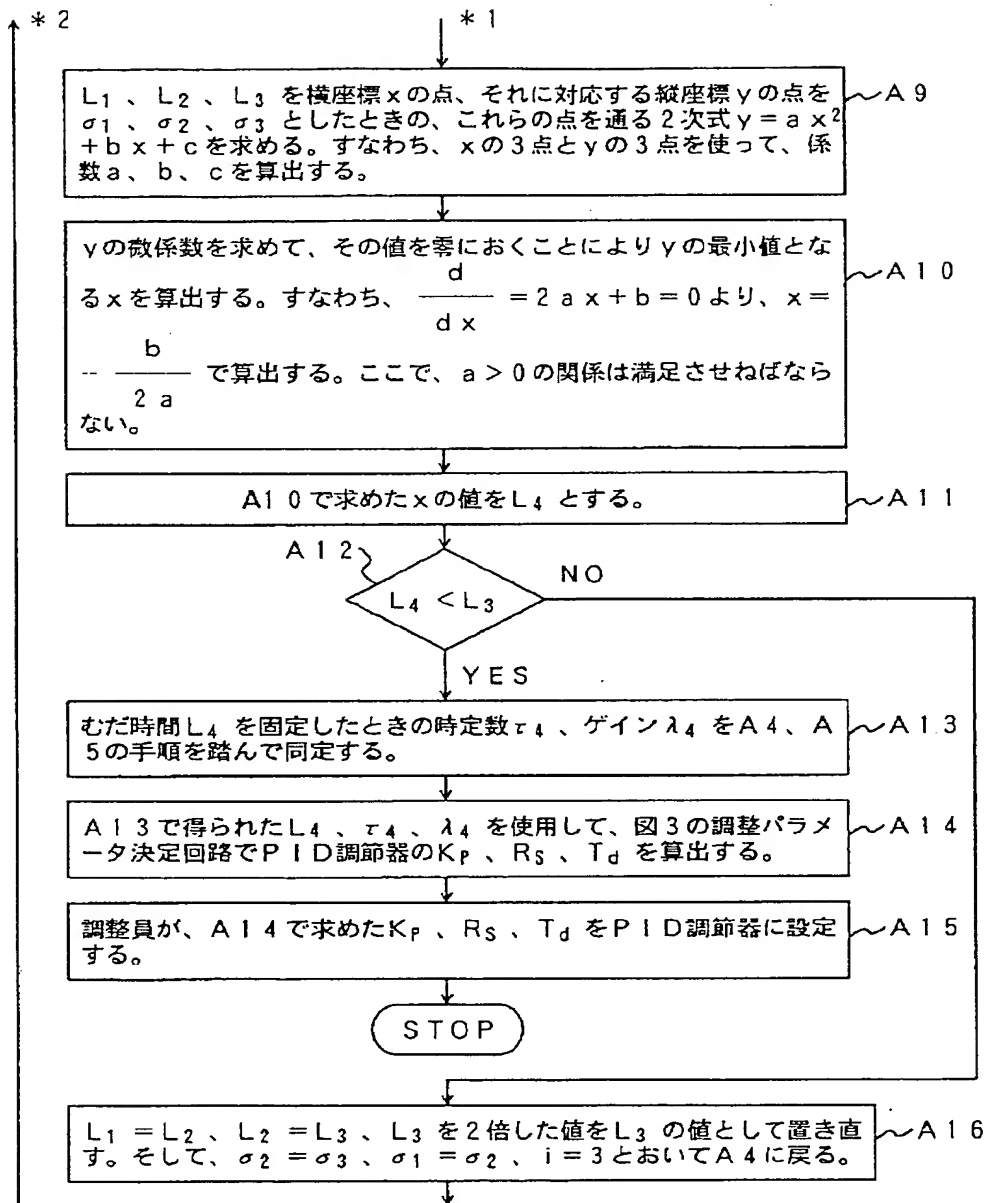 *2
*1
L₁、L₂、L₃を横座標xの点、それに対応する縦座標yの点を
σ₁、σ₂、σ₃としたときの、これらの点を通る2次式y=ax²
+bx+cを求める。すなわち、xの3点とyの3点を使って、係
数a、b、cを算出する。
A9
yの微係数を求めて、その値を零におくことによりyの最小値とな
るxを算出する。すなわち、 d/dx =2ax+b=0より、x=
- b/2a で算出する。ここで、a>0の関係は満足させねばなら
ない。
A10
A10で求めたxの値をL₄とする。
A11
A12
L₄<L₃
NO
YES
むだ時間L₄を固定したときの時定数τ₄、ゲインλ₄をA4、A
5の手順を踏んで同定する。
A13
A13で得られたL₄、τ₄、λ₄を使用して、図3の調整パラメ
ータ決定回路でPID調節器のKₚ、R_S、T_dを算出する。
A14
調整員が、A14で求めたKₚ、R_S、T_dをPID調節器に設定
する。
A15
STOP
L₁=L₂、L₂=L₃、L₃を2倍した値をL₃の値として置き直
す。そして、σ₂=σ₃、σ₁=σ₂、i=3とおいてA4に戻る。
A16